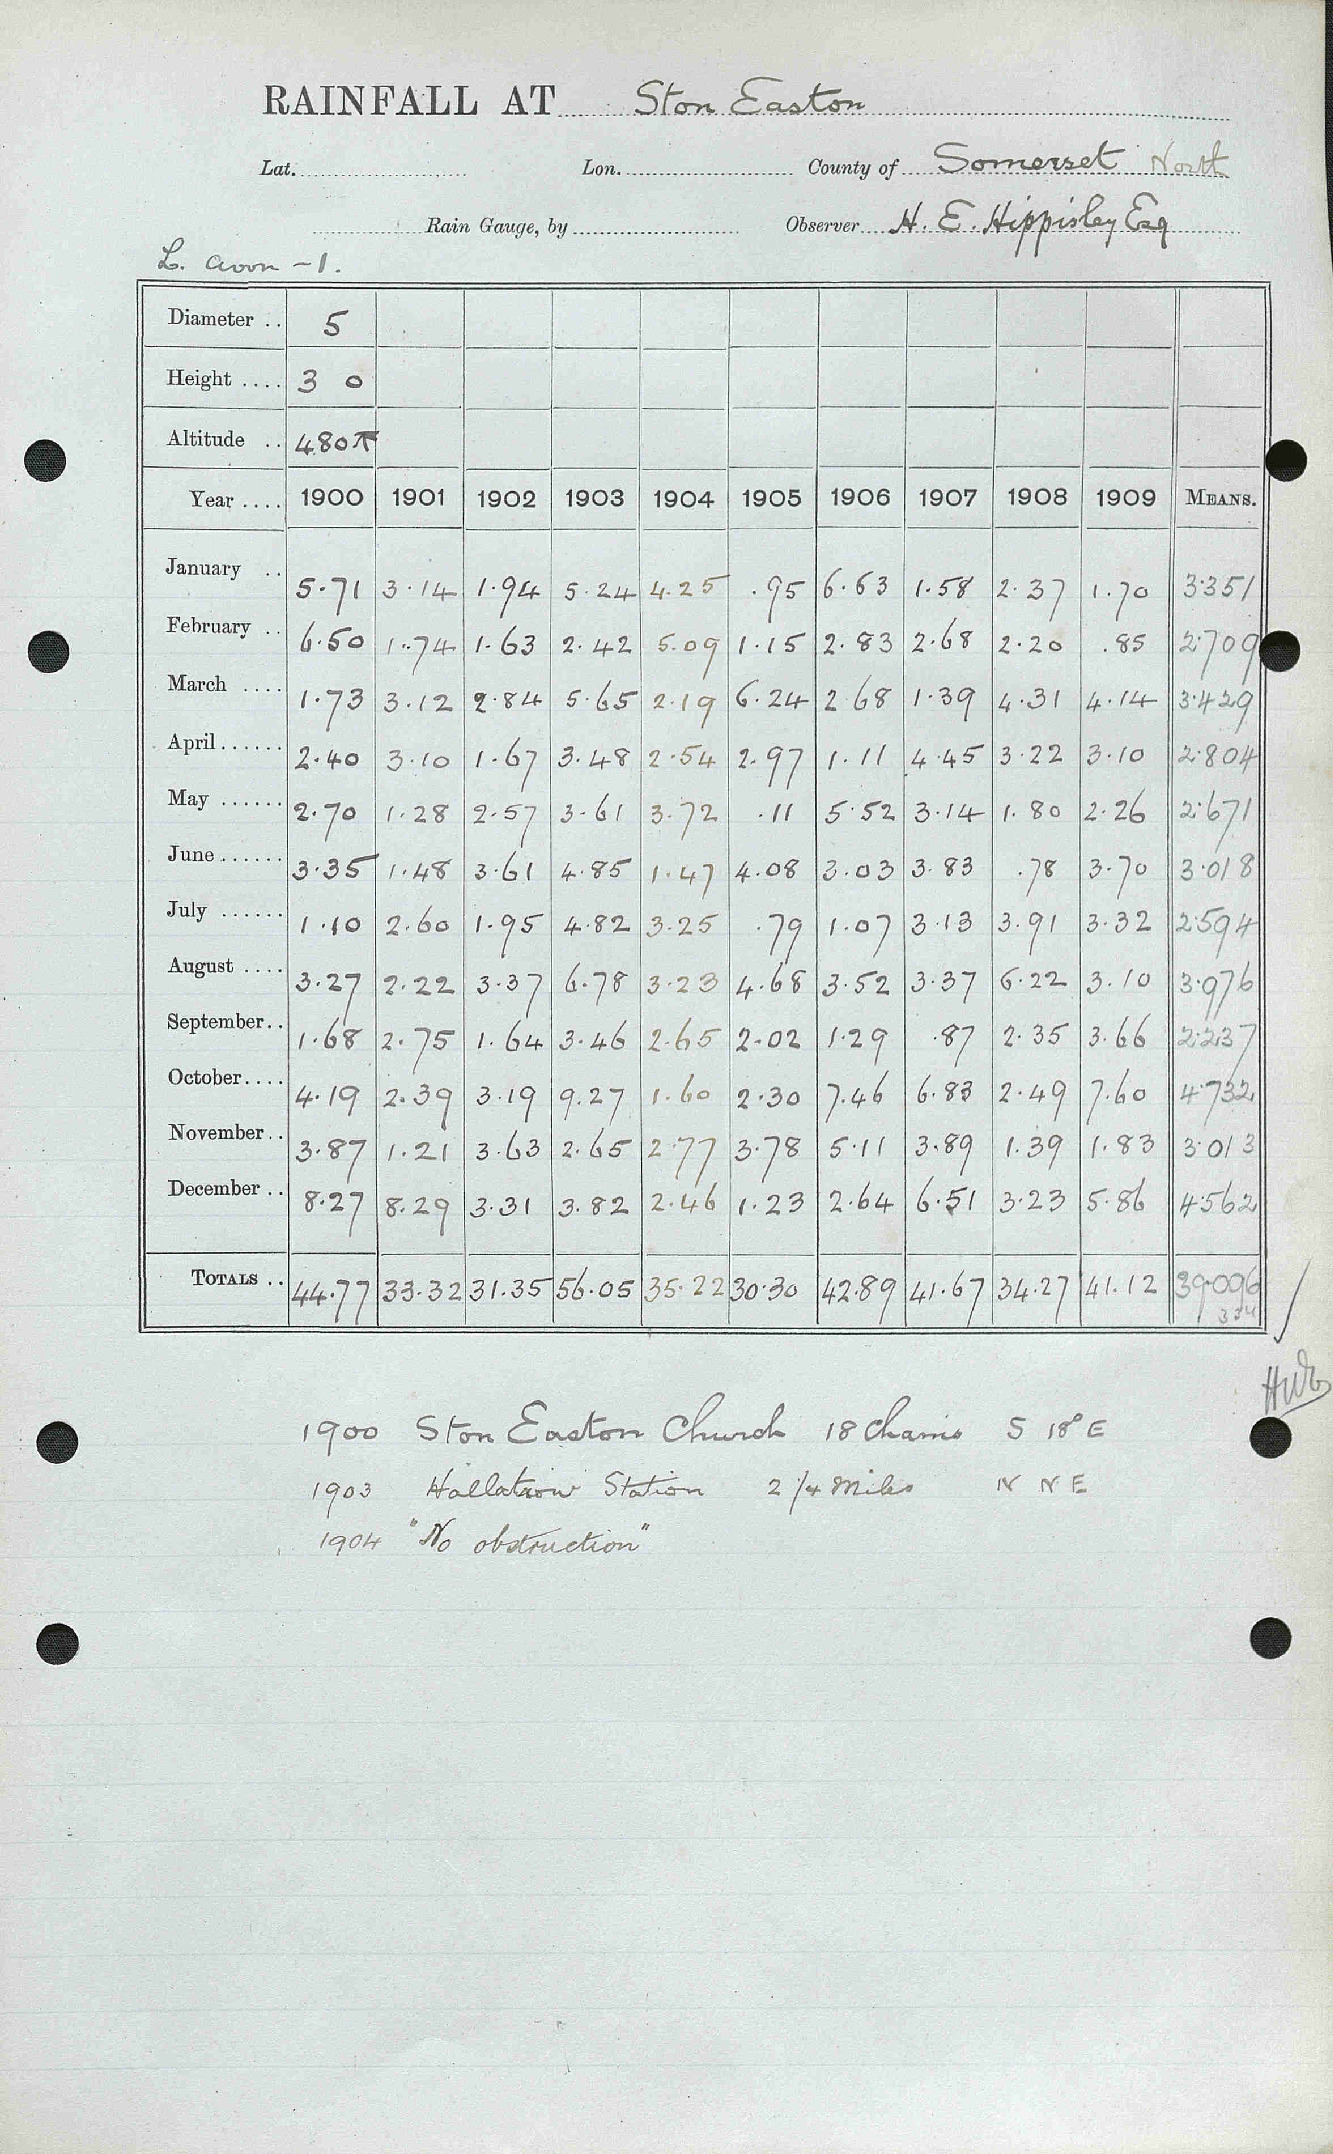 RAINFALL AT Ston Easton
Lat. Lon. County of Somerset North
Rain Gauge, by Observer H. E. Hippisley Esq
L. Avon - 1.
Diameter .. 5
Height .... 3 0
Altitude .. 480
Year .... 1900 1901 1902 1903 1904 1905 1906 1907 1908 1909 MEANS.
January .. 5.71 3.14 1.94 5.24 4.25 .95 6.63 1.58 2.37 1.70 3.351
February .. 6.50 1.74 1.63 2.42 5.09 1.15 2.83 2.68 2.20 .85 2.709
March .... 1.73 3.12 2.84 5.65 2.19 6.24 2.68 1.39 4.31 4.14 3.429
April ...... 2.40 3.10 1.67 3.48 2.54 2.97 1.11 4.45 3.22 3.10 2.804
May ...... 2.70 1.28 2.57 3.61 3.72 .11 5.52 3.14 1.80 2.26 2.671
June ...... 3.35 1.48 3.61 4.85 1.47 4.08 3.03 3.83 .78 3.70 3.018
July ...... 1.10 2.60 1.95 4.82 3.25 .79 1.07 3.13 3.91 3.32 2.594
August .... 3.27 2.22 3.37 6.78 3.23 4.68 3.52 3.37 6.22 3.10 3.976
September.. 1.68 2.75 1.64 3.46 2.65 2.02 1.29 .87 2.35 3.66 2.237
October.... 4.19 2.39 3.19 9.27 1.60 2.30 7.46 6.83 2.49 7.60 4.732
November.. 3.87 1.21 3.63 2.65 2.77 3.78 5.11 3.89 1.39 1.83 3.013
December .. 8.27 8.29 3.31 3.82 2.46 1.23 2.64 6.51 3.23 5.86 4.562
TOTALS .. 44.77 33.32 31.35 56.05 35.22 30.30 42.89 41.67 34.27 41.12 39.096
1900 Ston Easton Church 18 Chains S 18° E
1903 Hallatrow Station 2 1/4 Miles N N E
1904 "No obstruction"